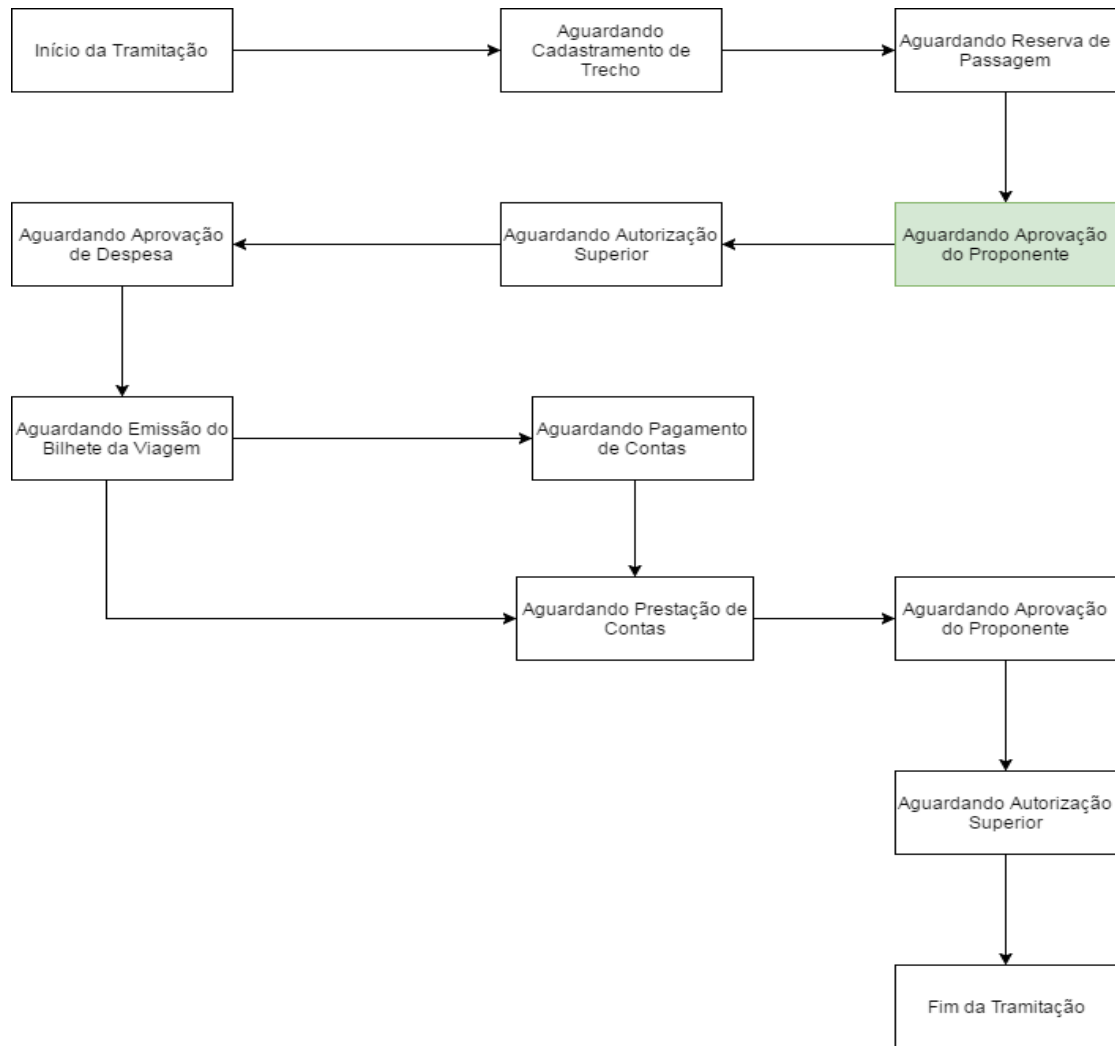 Início da Tramitação
Aguardando
Cadastramento de
Trecho
Aguardando Reserva de
Passagem
Aguardando Aprovação
do Proponente
Aguardando Autorização
Superior
Aguardando Aprovação
de Despesa
Aguardando Emissão do
Bilhete da Viagem
Aguardando Pagamento
de Contas
Aguardando Prestação de
Contas
Aguardando Aprovação
do Proponente
Aguardando Autorização
Superior
Fim da Tramitação